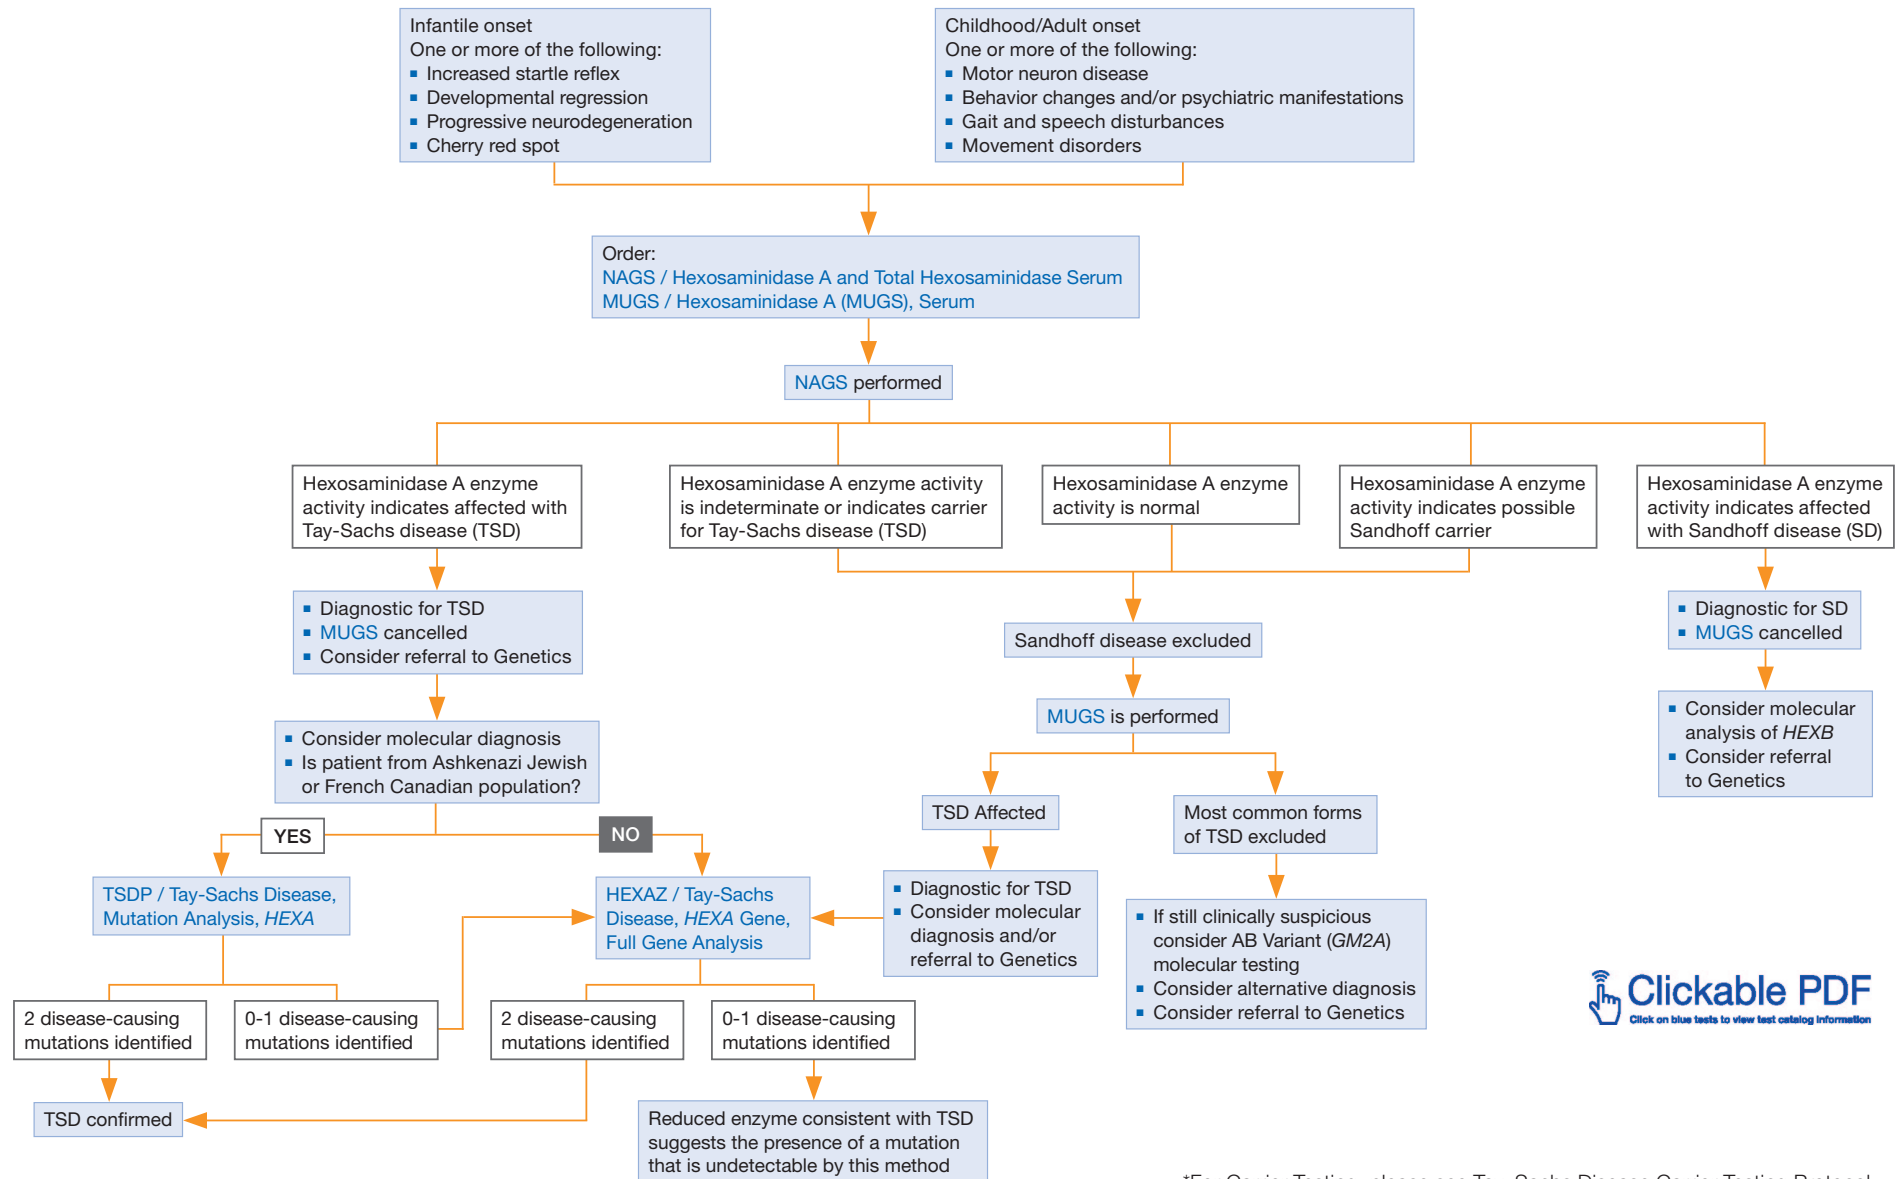 Infantile onset
One or more of the following:
▪ Increased startle reflex
▪ Developmental regression
▪ Progressive neurodegeneration
▪ Cherry red spot
Childhood/Adult onset
One or more of the following:
▪ Motor neuron disease
▪ Behavior changes and/or psychiatric manifestations
▪ Gait and speech disturbances
▪ Movement disorders
Order:
NAGS / Hexosaminidase A and Total Hexosaminidase Serum
MUGS / Hexosaminidase A (MUGS), Serum
NAGS performed
Hexosaminidase A enzyme
activity indicates affected with
Tay-Sachs disease (TSD)
Hexosaminidase A enzyme activity
is indeterminate or indicates carrier
for Tay-Sachs disease (TSD)
Hexosaminidase A enzyme
activity is normal
Hexosaminidase A enzyme
activity indicates possible
Sandhoff carrier
Hexosaminidase A enzyme
activity indicates affected
with Sandhoff disease (SD)
▪ Diagnostic for TSD
▪ MUGS cancelled
▪ Consider referral to Genetics
Sandhoff disease excluded
▪ Diagnostic for SD
▪ MUGS cancelled
MUGS is performed
▪ Consider molecular
analysis of HEXB
▪ Consider referral
to Genetics
▪ Consider molecular diagnosis
▪ Is patient from Ashkenazi Jewish
or French Canadian population?
YES
NO
TSD Affected
Most common forms
of TSD excluded
TSDP / Tay-Sachs Disease,
Mutation Analysis, HEXA
HEXAZ / Tay-Sachs
Disease, HEXA Gene,
Full Gene Analysis
▪ Diagnostic for TSD
▪ Consider molecular
diagnosis and/or
referral to Genetics
▪ If still clinically suspicious
consider AB Variant (GM2A)
molecular testing
▪ Consider alternative diagnosis
▪ Consider referral to Genetics
2 disease-causing
mutations identified
0-1 disease-causing
mutations identified
2 disease-causing
mutations identified
0-1 disease-causing
mutations identified
Clickable PDF
Click on blue tests to view test catalog information
TSD confirmed
Reduced enzyme consistent with TSD
suggests the presence of a mutation
that is undetectable by this method
*For Carrier Testing, please see Tay-Sachs Disease Carrier Testing Protocol